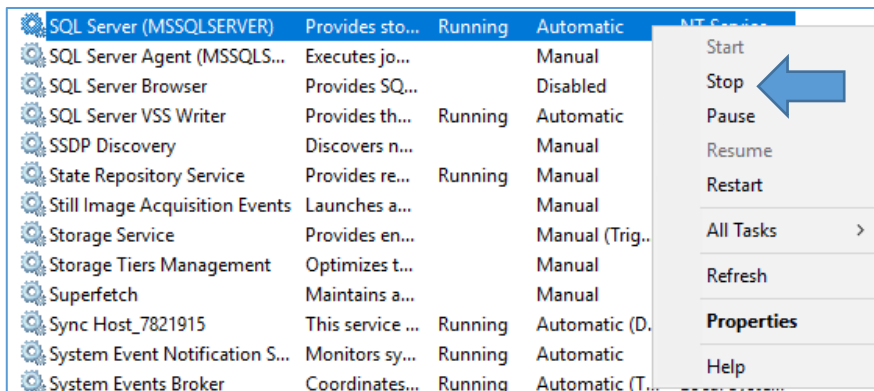 SQL Server (MSSQLSERVER) Provides sto... Running Automatic NT Service
SQL Server Agent (MSSQLS... Executes jo... Manual
SQL Server Browser Provides SQ... Disabled
SQL Server VSS Writer Provides th... Running Automatic
SSDP Discovery Discovers n... Manual
State Repository Service Provides re... Running Manual
Still Image Acquisition Events Launches a... Manual
Storage Service Provides en... Manual (Trig..
Storage Tiers Management Optimizes t... Manual
Superfetch Maintains a... Manual
Sync Host_7821915 This service ... Running Automatic (D.
System Event Notification S... Monitors sy... Running Automatic
System Events Broker Coordinates... Running Automatic (T...
Start
Stop
Pause
Resume
Restart
All Tasks
Refresh
Properties
Help